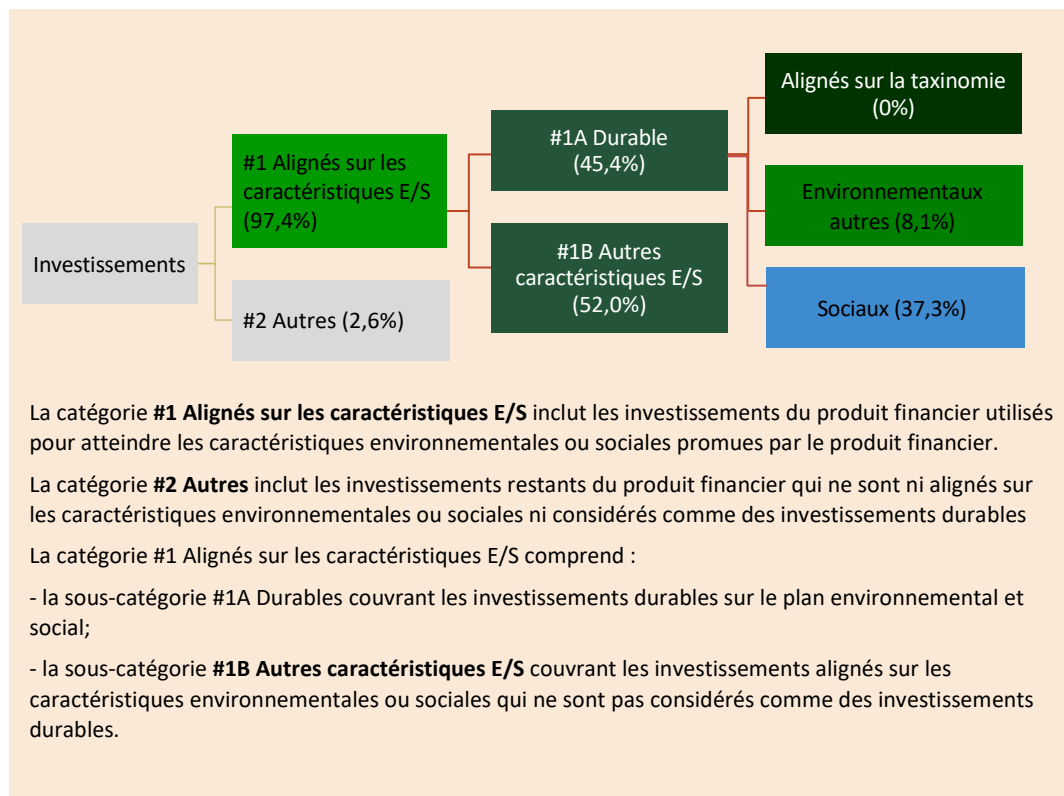 Investissements
#1 Alignés sur les
caractéristiques E/S
(97,4%)
#2 Autres (2,6%)
#1A Durable
(45,4%)
#1B Autres
caractéristiques E/S
(52,0%)
Alignés sur la taxinomie
(0%)
Environnementaux
autres (8,1%)
Sociaux (37,3%)
La catégorie #1 Alignés sur les caractéristiques E/S inclut les investissements du produit financier utilisés
pour atteindre les caractéristiques environnementales ou sociales promues par le produit financier.
La catégorie #2 Autres inclut les investissements restants du produit financier qui ne sont ni alignés sur
les caractéristiques environnementales ou sociales ni considérés comme des investissements durables
La catégorie #1 Alignés sur les caractéristiques E/S comprend :
- la sous-catégorie #1A Durables couvrant les investissements durables sur le plan environnemental et
social;
- la sous-catégorie #1B Autres caractéristiques E/S couvrant les investissements alignés sur les
caractéristiques environnementales ou sociales qui ne sont pas considérés comme des investissements
durables.